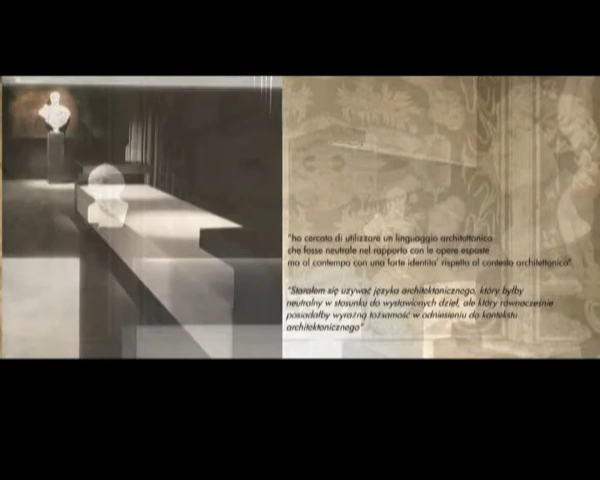 "ho cercato di utilizzare un linguaggio architettonico
che fosse neutrale nel rapporto con le opere esposte
ma al contempo con una forte identita' rispetto al contesto architettonico"
"Starałem się używać języka architektonicznego, który byłby
neutralny w stosunku do wystawionych dzieł, ale który równocześnie
posiadałby wyraźną tożsamość w odniesieniu do kontekstu
architektonicznego"